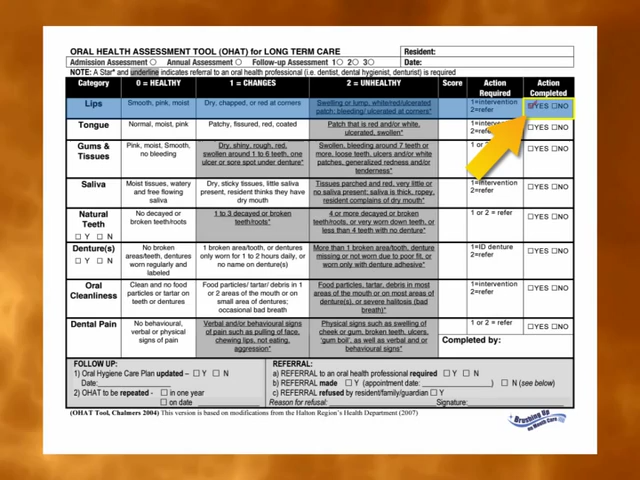 ORAL HEALTH ASSESSMENT TOOL (OHAT) for LONG TERM CARE
Resident:
Admission Assessment Annual Assessment Follow-up Assessment 1 2 3
Date:
NOTE: A Star* and underline indicates referral to an oral health professional (i.e. dentist, dental hygienist, denturist) is required
Category 0 = HEALTHY 1 = CHANGES 2 = UNHEALTHY Score Action Required Action Completed
Lips
Smooth, pink, moist
Dry, chapped, or red at corners
Swelling or lump, white/red/ulcerated
patch; bleeding/ ulcerated at corners*
1=intervention
2=refer
YES NO
Tongue
Normal, moist, pink
Patchy, fissured, red, coated
Patch that is red and/or white,
ulcerated, swollen*
YES NO
Gums &
Tissues
Pink, moist, Smooth,
no bleeding
Dry, shiny, rough, red,
swollen around 1 to 6 teeth, one
ulcer or sore spot under denture*
Swollen, bleeding around 7 teeth or
more, loose teeth, ulcers and/or white
patches, generalized redness and/or
tenderness*
1 or 2
YES NO
Saliva
Moist tissues, watery
and free flowing
saliva
Dry, sticky tissues, little saliva
present, resident thinks they have
dry mouth
Tissues parched and red, very little or
no saliva present; saliva is thick, ropey,
resident complains of dry mouth*
1=intervention
2=refer
YES NO
Natural
Teeth
Y N
No decayed or
broken teeth/roots
1 to 3 decayed or broken
teeth/roots*
4 or more decayed or broken
teeth/roots, or very worn down teeth, or
less than 4 teeth with no denture*
1 or 2 = refer
YES NO
Denture(s)
Y N
No broken
areas/teeth, dentures
worn regularly and
labeled
1 broken area/tooth, or dentures
only worn for 1 to 2 hours daily, or
no name on denture(s)
More than 1 broken area/tooth, denture
missing or not worn due to poor fit, or
worn only with denture adhesive*
1=ID denture
2=refer
YES NO
Oral
Cleanliness
Clean and no food
particles or tartar on
teeth or dentures
Food particles/ tartar/ debris in 1
or 2 areas of the mouth or on
small area of dentures;
occasional bad breath
Food particles, tartar, debris in most
areas of the mouth or on most areas of
denture(s), or severe halitosis (bad
breath)*
1=intervention
2=refer
YES NO
Dental Pain
No behavioural,
verbal or physical
signs of pain
Verbal and/or behavioural signs
of pain such as pulling of face,
chewing lips, not eating,
aggression*
Physical signs such as swelling of
cheek or gum, broken teeth, ulcers,
'gum boil', as well as verbal and or
behavioural signs*
1 or 2 = refer
YES NO
Completed by:
FOLLOW UP:
1) Oral Hygiene Care Plan updated – Y N
Date:
2) OHAT to be repeated - in one year
on date
REFERRAL:
a) REFERRAL to an oral health professional required Y N
b) REFERRAL made Y (appointment date: ) N (see below)
c) REFERRAL refused by resident/family/guardian Y
Reason for refusal: Signature:
(OHAT Tool, Chalmers 2004) This version is based on modifications from the Halton Region's Health Department (2007)
Brushing Up
on Mouth Care